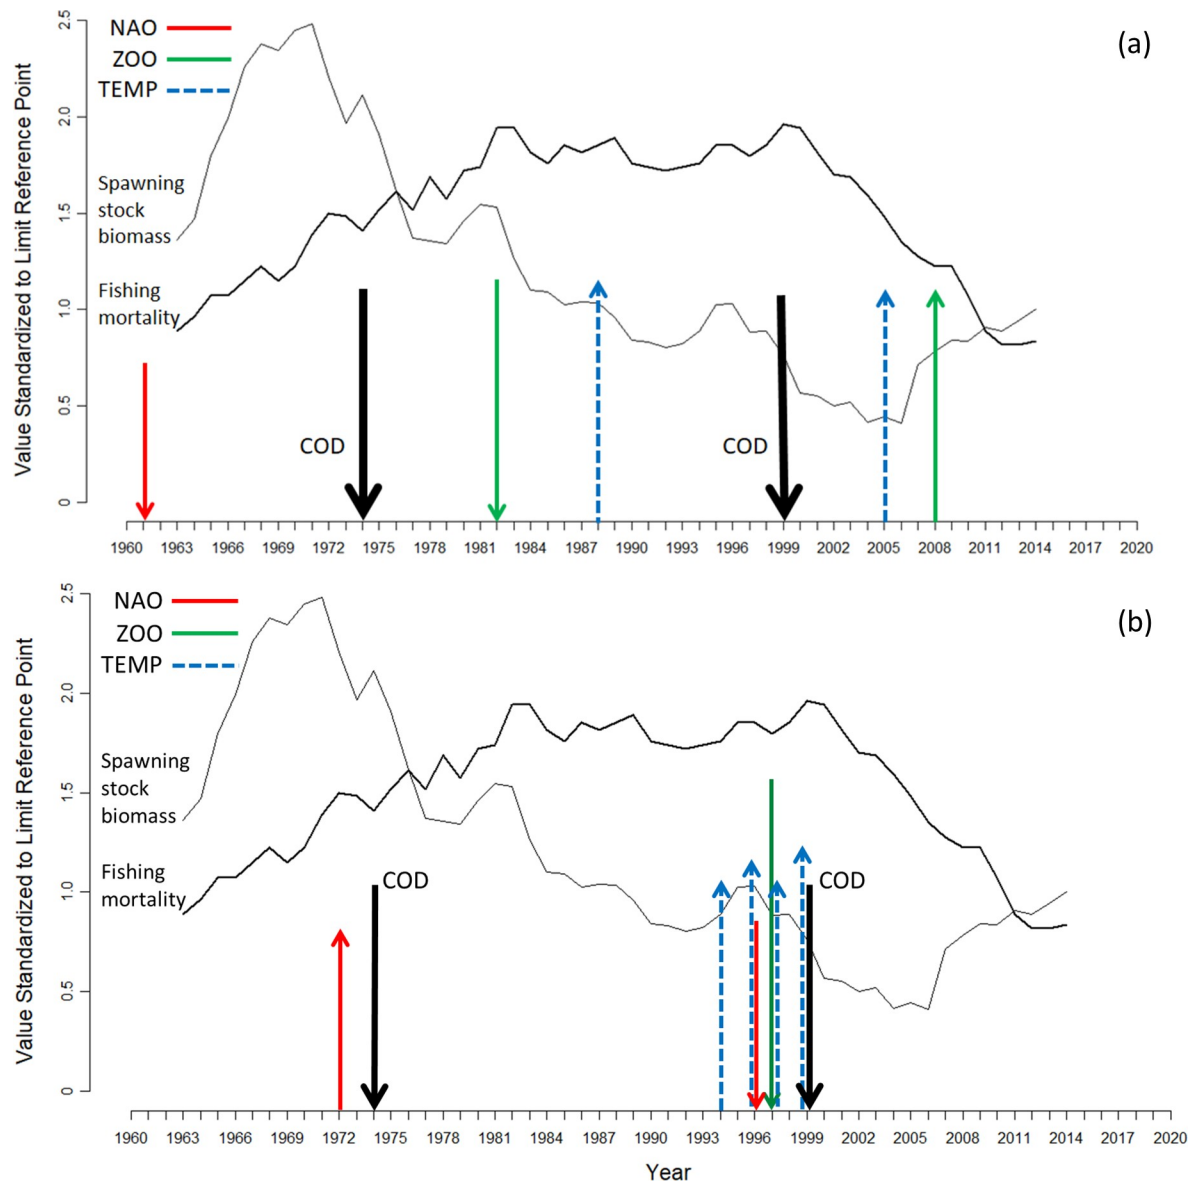 (a)
NAO
ZOO
TEMP
Value Standardized to Limit Reference Point
2.5
2.0
1.5
1.0
0.5
0
Spawning
stock
biomass
Fishing
mortality
COD
COD
1960 1963 1966 1969 1972 1975 1978 1981 1984 1987 1990 1993 1996 1999 2002 2005 2008 2011 2014 2017 2020
(b)
NAO
ZOO
TEMP
Value Standardized to Limit Reference Point
2.5
2.0
1.5
1.0
0.5
0
Spawning
stock
biomass
Fishing
mortality
COD
COD
1960 1963 1966 1969 1972 1975 1978 1981 1984 1987 1990 1993 1996 1999 2002 2005 2008 2011 2014 2017 2020
Year